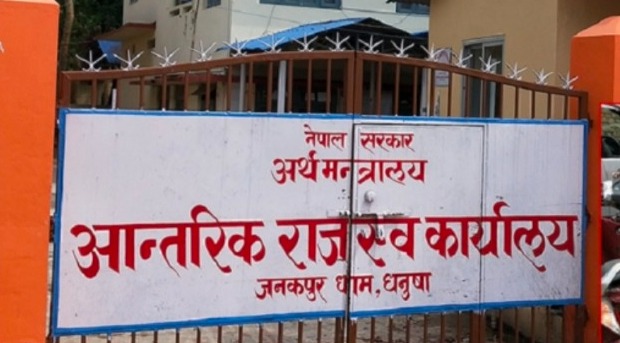 नेपाल सरकार
अर्थ मन्त्रालय
आन्तरिक राजस्व कार्यालय
जनकपुर धाम, धनुषा